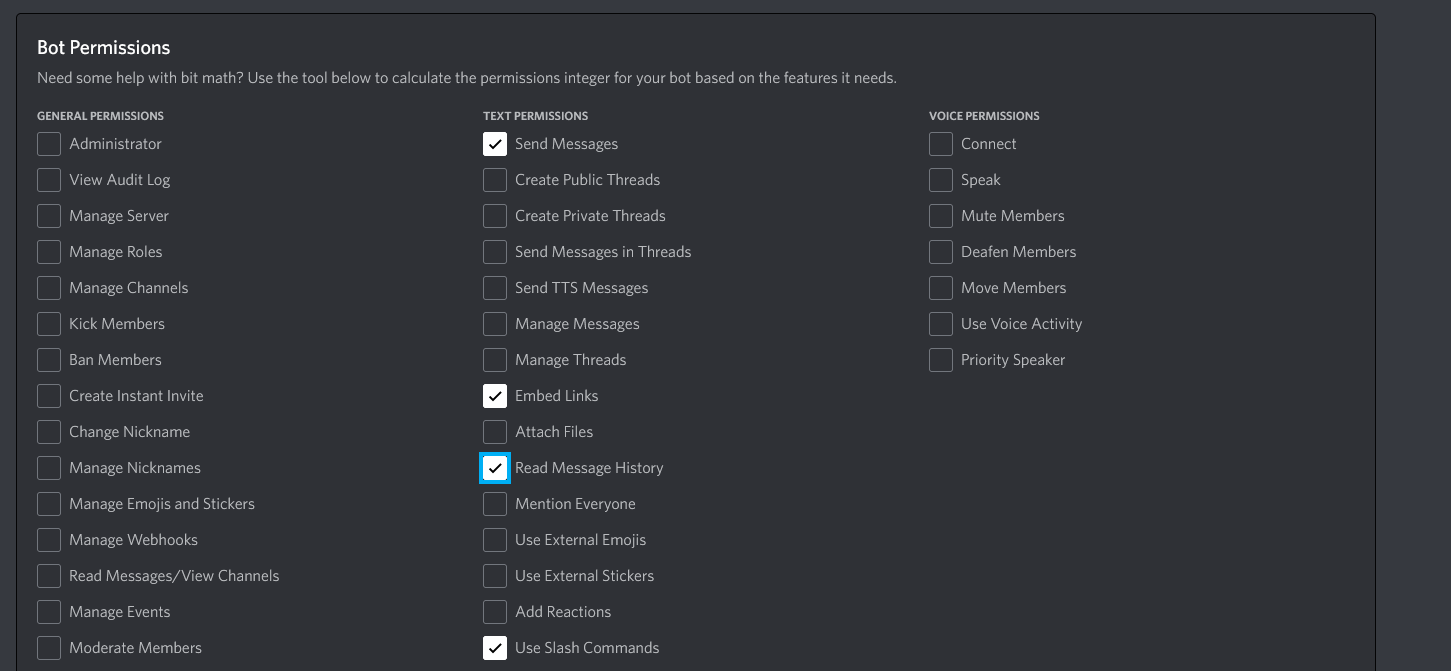 Bot Permissions
Need some help with bit math? Use the tool below to calculate the permissions integer for your bot based on the features it needs.
GENERAL PERMISSIONS
Administrator
View Audit Log
Manage Server
Manage Roles
Manage Channels
Kick Members
Ban Members
Create Instant Invite
Change Nickname
Manage Nicknames
Manage Emojis and Stickers
Manage Webhooks
Read Messages/View Channels
Manage Events
Moderate Members
TEXT PERMISSIONS
Send Messages
Create Public Threads
Create Private Threads
Send Messages in Threads
Send TTS Messages
Manage Messages
Manage Threads
Embed Links
Attach Files
Read Message History
Mention Everyone
Use External Emojis
Use External Stickers
Add Reactions
Use Slash Commands
VOICE PERMISSIONS
Connect
Speak
Mute Members
Deafen Members
Move Members
Use Voice Activity
Priority Speaker